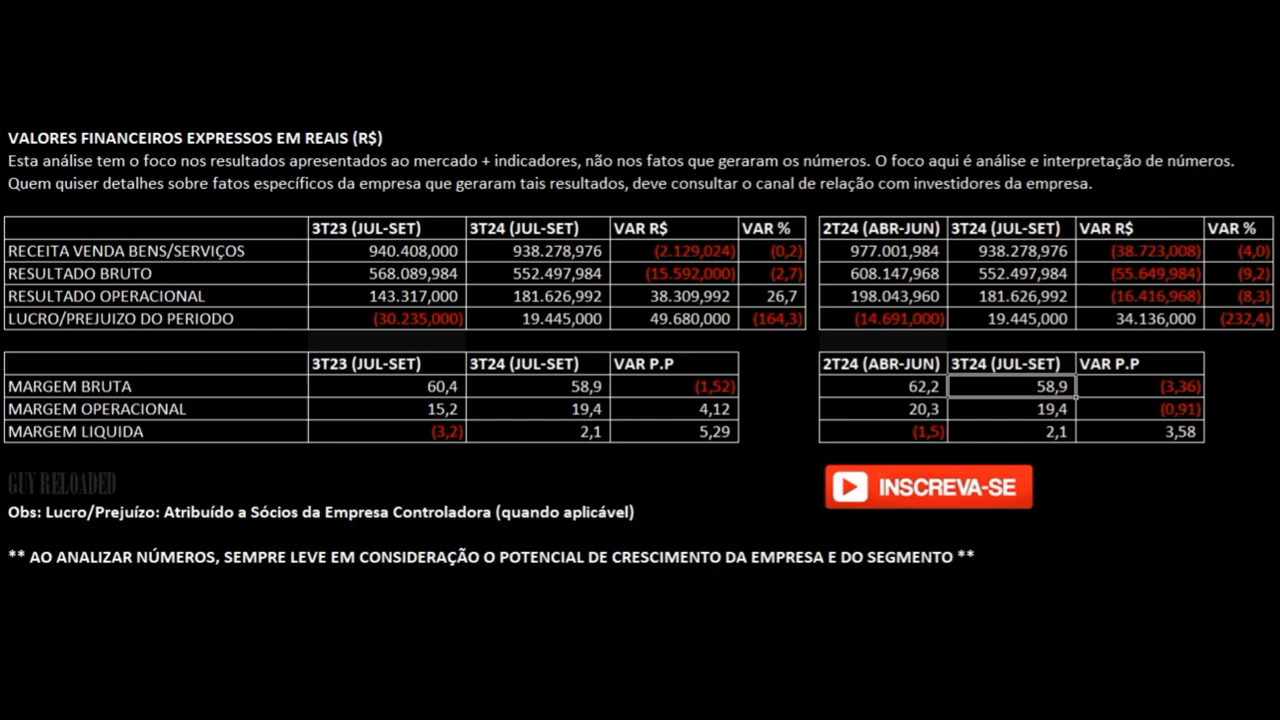 VALORES FINANCEIROS EXPRESSOS EM REAIS (R$)
Esta análise tem o foco nos resultados apresentados ao mercado + indicadores, não nos fatos que geraram os números. O foco aqui é análise e interpretação de números.
Quem quiser detalhes sobre fatos específicos da empresa que geraram tais resultados, deve consultar o canal de relação com investidores da empresa.
3T23 (JUL-SET) 3T24 (JUL-SET) VAR R$ VAR % 2T24 (ABR-JUN) 3T24 (JUL-SET) VAR R$ VAR %
RECEITA VENDA BENS/SERVIÇOS 940.408,000 938.278,976 (2.129,024) (0,2) 977.001,984 938.278,976 (38.723,008) (4,0)
RESULTADO BRUTO 568.089,984 552.497,984 (15.592,000) (2,7) 608.147,968 552.497,984 (55.649,984) (9,2)
RESULTADO OPERACIONAL 143.317,000 181.626,992 38.309,992 26,7 198.043,960 181.626,992 (16.416,968) (8,3)
LUCRO/PREJUIZO DO PERIODO (30.235,000) 19.445,000 49.680,000 (164,3) (14.691,000) 19.445,000 34.136,000 (232,4)
3T23 (JUL-SET) 3T24 (JUL-SET) VAR P.P 2T24 (ABR-JUN) 3T24 (JUL-SET) VAR P.P
MARGEM BRUTA 60,4 58,9 (1,52) 62,2 58,9 (3,36)
MARGEM OPERACIONAL 15,2 19,4 4,12 20,3 19,4 (0,91)
MARGEM LIQUIDA (3,2) 2,1 5,29 (1,5) 2,1 3,58
GUY RELOADED
INSCREVA-SE
Obs: Lucro/Prejuízo: Atribuído a Sócios da Empresa Controladora (quando aplicável)
** AO ANALIZAR NÚMEROS, SEMPRE LEVE EM CONSIDERAÇÃO O POTENCIAL DE CRESCIMENTO DA EMPRESA E DO SEGMENTO **